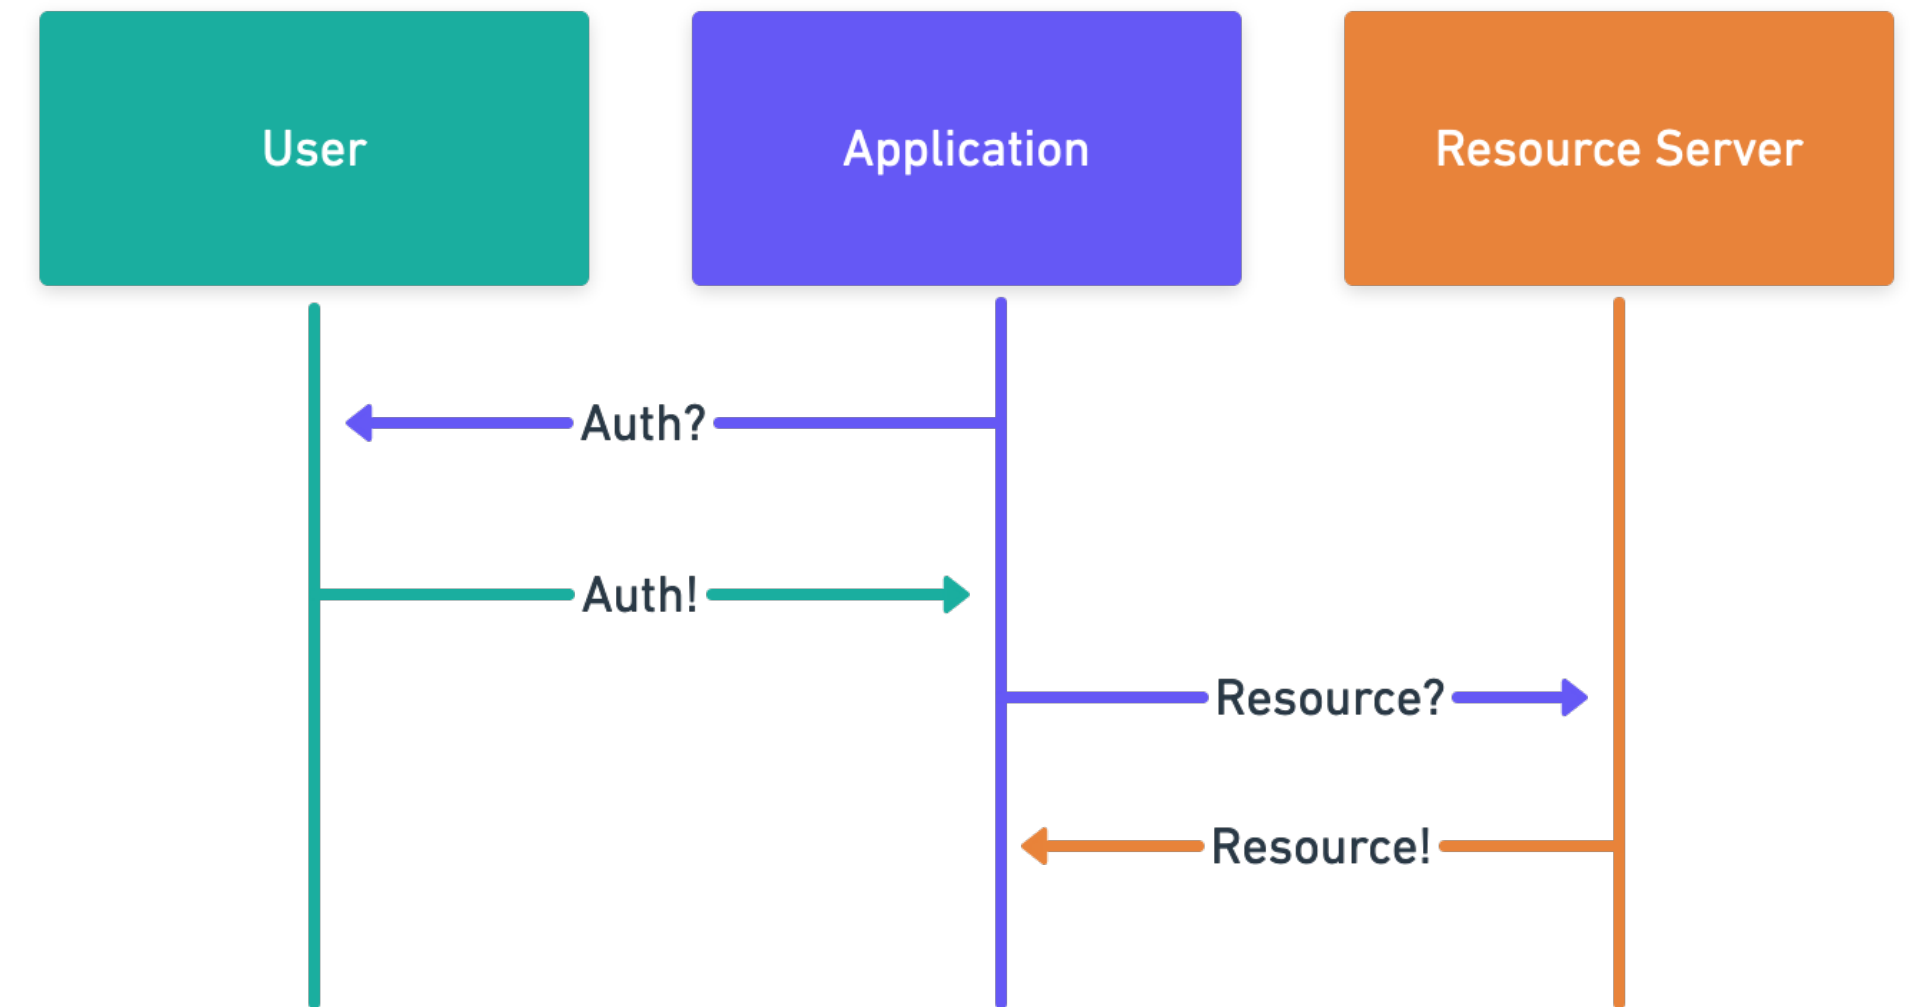 User
Application
Resource Server
Auth?
Auth!
Resource?
Resource!